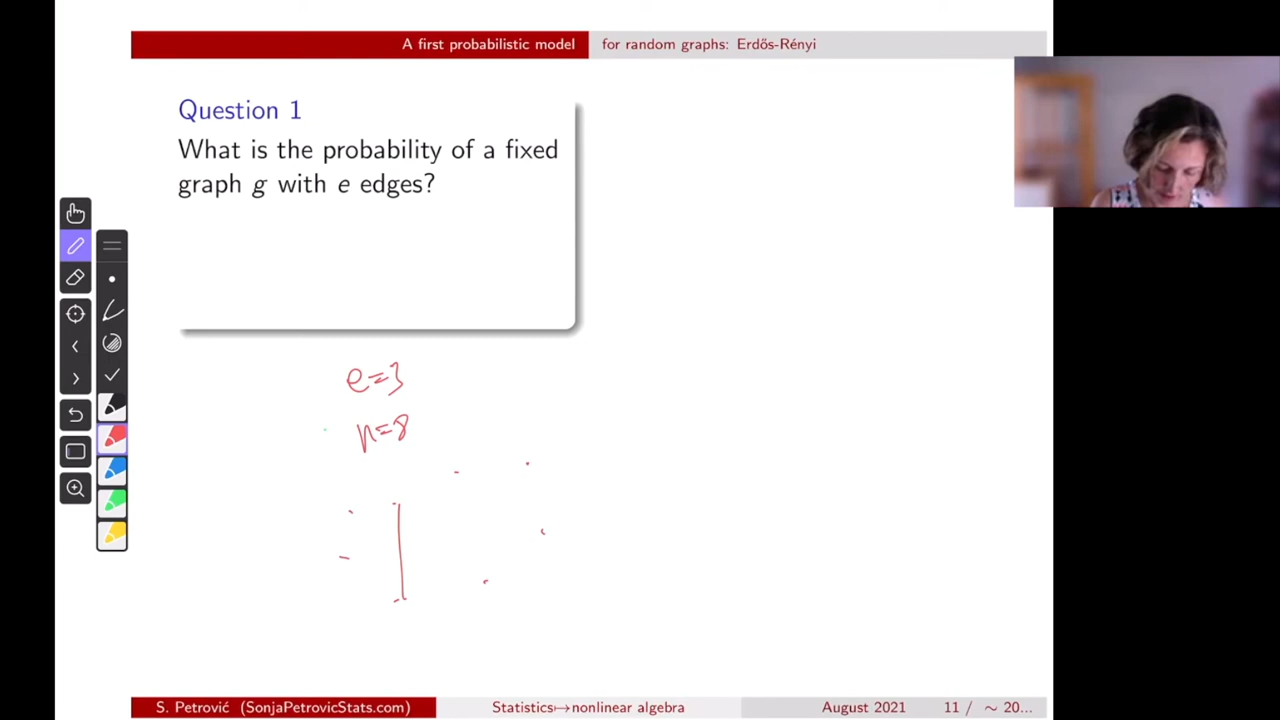 A first probabilistic model for random graphs: Erdős-Rényi
Question 1
What is the probability of a fixed
graph g with e edges?
e=3
n=8
S. Petrović (SonjaPetrovicStats.com) Statistics↦nonlinear algebra August 2021 11 / ∼ 20...